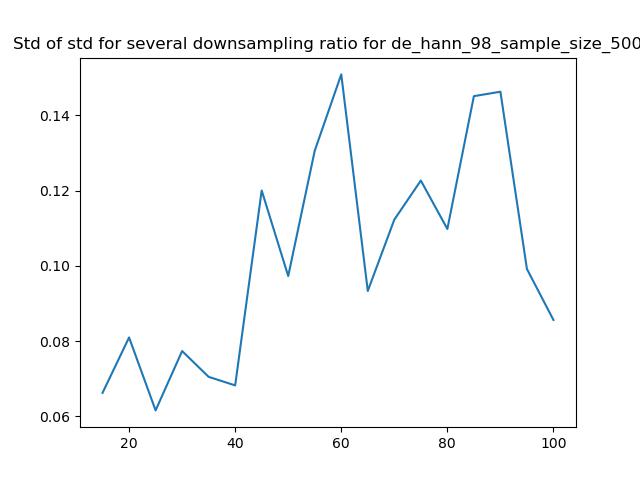 Std of std for several downsampling ratio for de_hann_98_sample_size_500
0.14
0.12
0.10
0.08
0.06
20 40 60 80 100